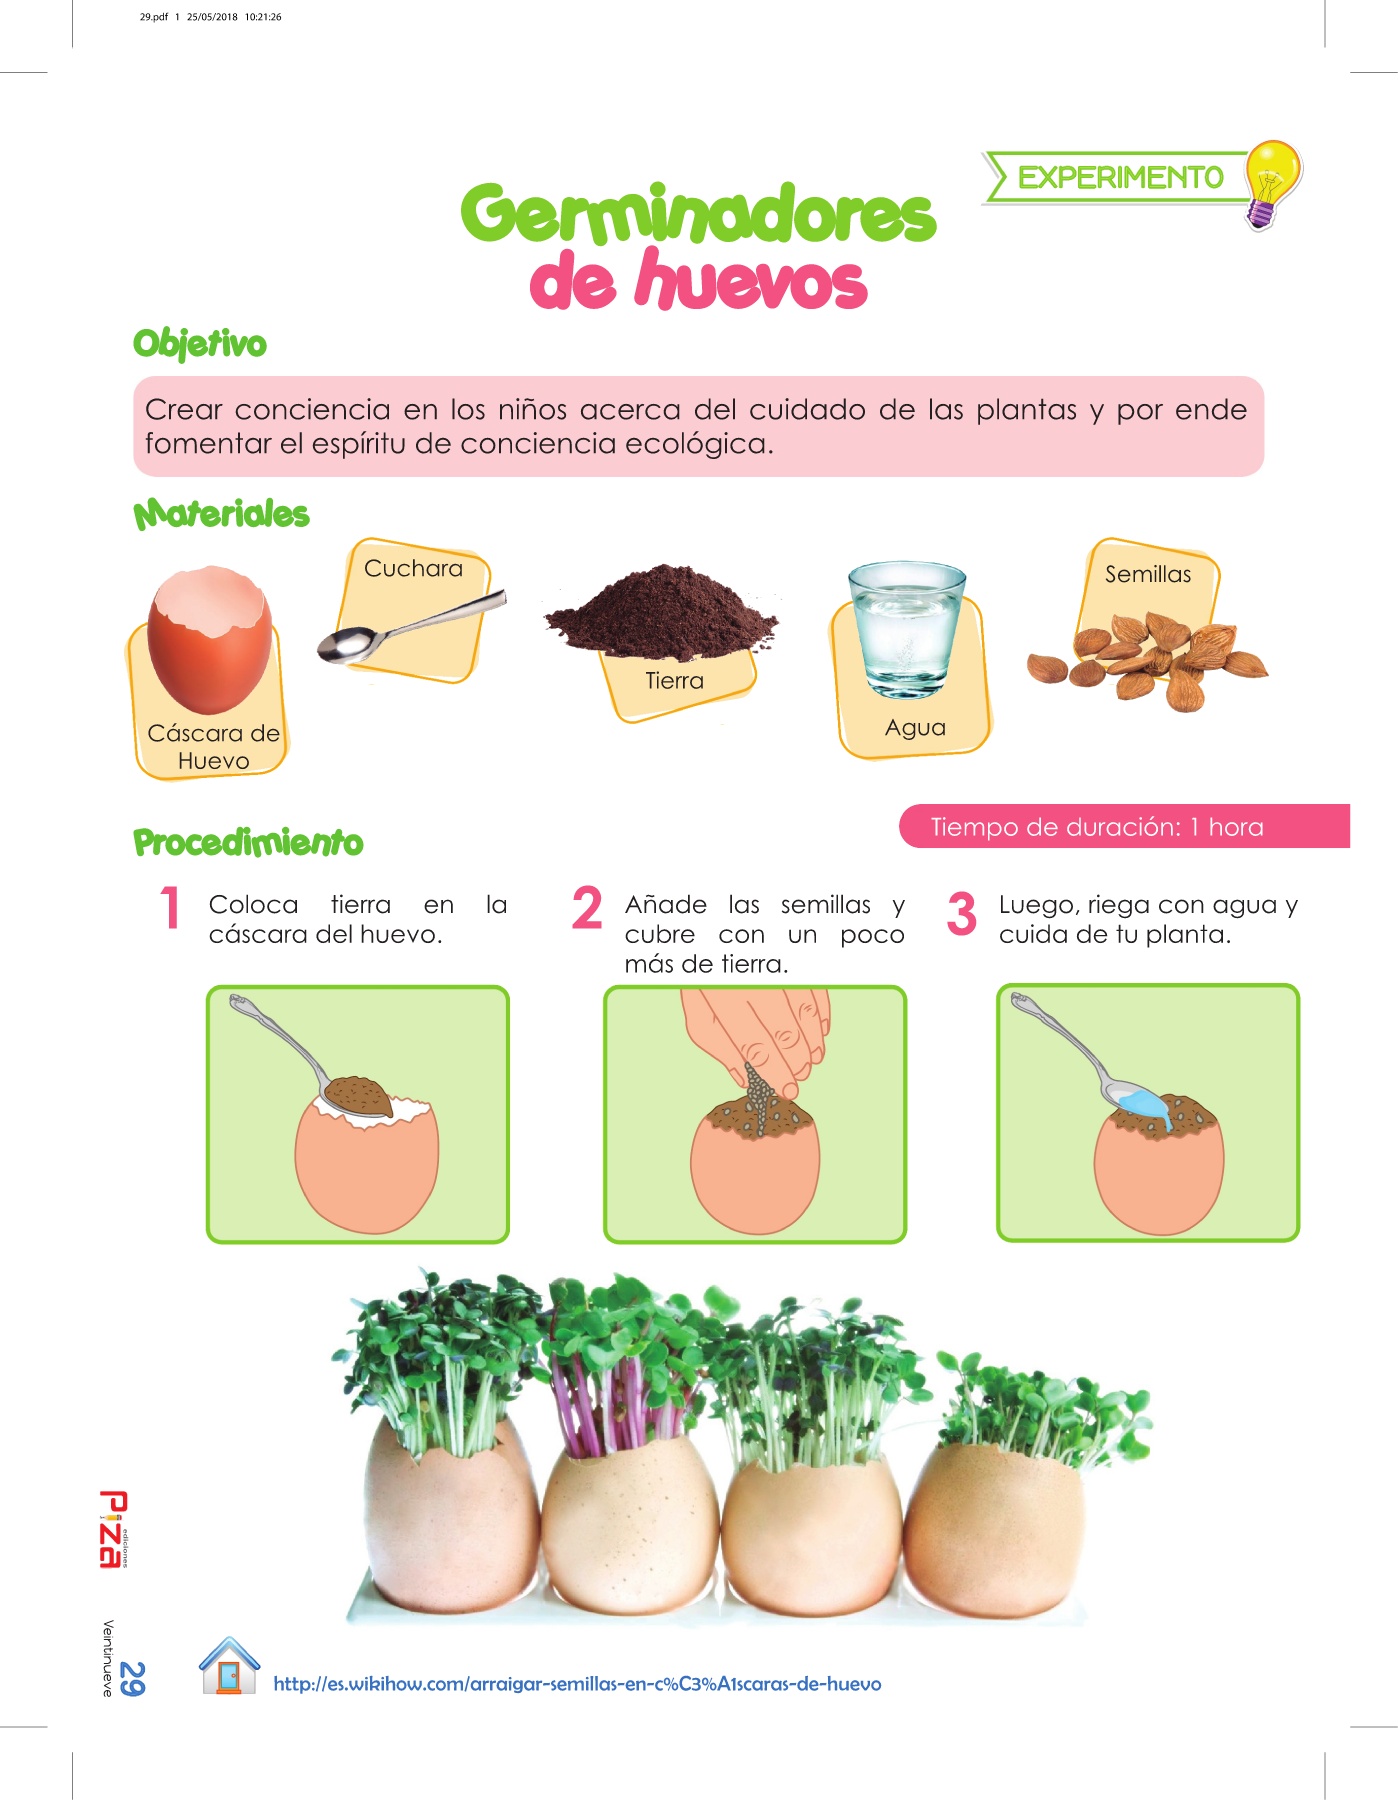 29.pdf 1 25/05/2018 10:21:26
EXPERIMENTO
Germinadores
de huevos
Objetivo
Crear conciencia en los niños acerca del cuidado de las plantas y por ende
fomentar el espíritu de conciencia ecológica.
Materiales
Cáscara de
Huevo
Cuchara
Tierra
Agua
Semillas
Tiempo de duración: 1 hora
Procedimiento
1 Coloca tierra en la
cáscara del huevo.
2 Añade las semillas y
cubre con un poco
más de tierra.
3 Luego, riega con agua y
cuida de tu planta.
Piza
ediciones
Veintinueve
29
http://es.wikihow.com/arraigar-semillas-en-c%C3%A1scaras-de-huevo